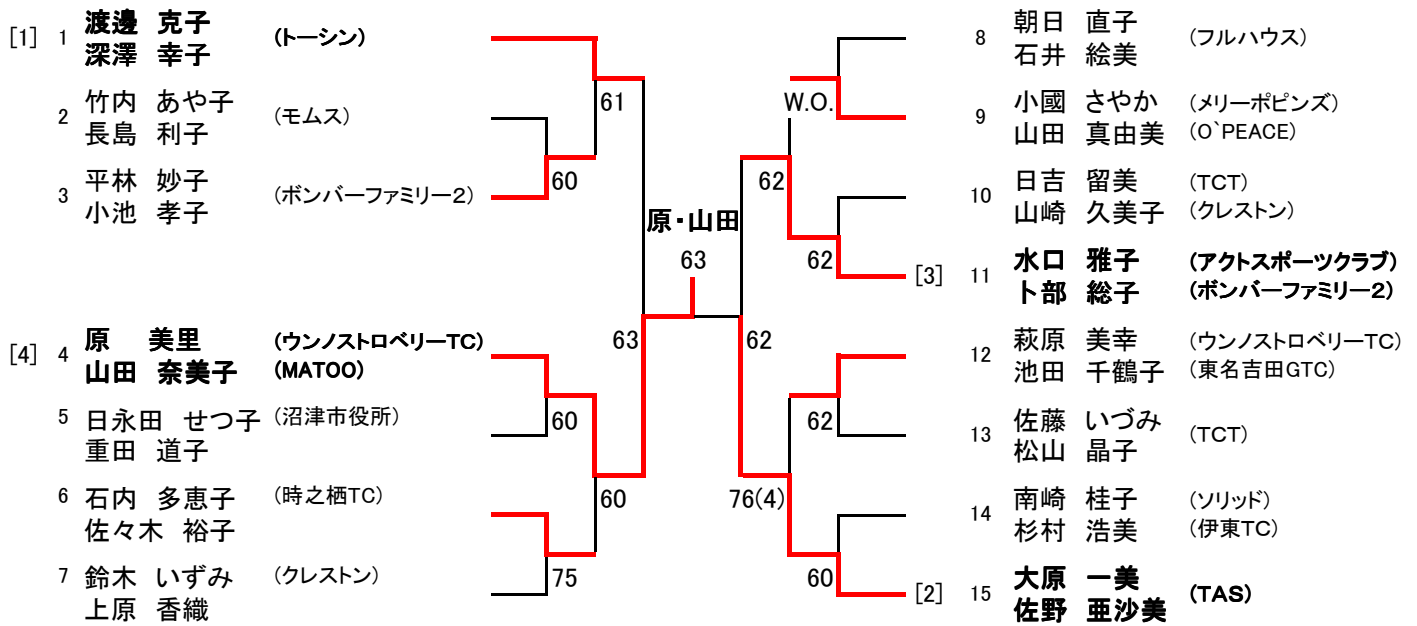 [1] 1 渡邊 克子 (トーシン)
深澤 幸子
2 竹内 あや子 (モムス)
長島 利子
3 平林 妙子 (ボンバーファミリー2)
小池 孝子
[4] 4 原 美里 (ウンノストロベリーTC)
山田 奈美子 (MATOO)
5 日永田 せつ子 (沼津市役所)
重田 道子
6 石内 多恵子 (時之栖TC)
佐々木 裕子
7 鈴木 いずみ (クレストン)
上原 香織
61
60
60
75
60
63
原・山田
63
W.O.
62
62
62
62
76(4)
60
8 朝日 直子 (フルハウス)
石井 絵美
9 小國 さやか (メリーポピンズ)
山田 真由美 (O`PEACE)
10 日吉 留美 (TCT)
山崎 久美子 (クレストン)
[3] 11 水口 雅子 (アクトスポーツクラブ)
卜部 総子 (ボンバーファミリー2)
12 萩原 美幸 (ウンノストロベリーTC)
池田 千鶴子 (東名吉田GTC)
13 佐藤 いづみ (TCT)
松山 晶子
14 南崎 桂子 (ソリッド)
杉村 浩美 (伊東TC)
[2] 15 大原 一美 (TAS)
佐野 亜沙美